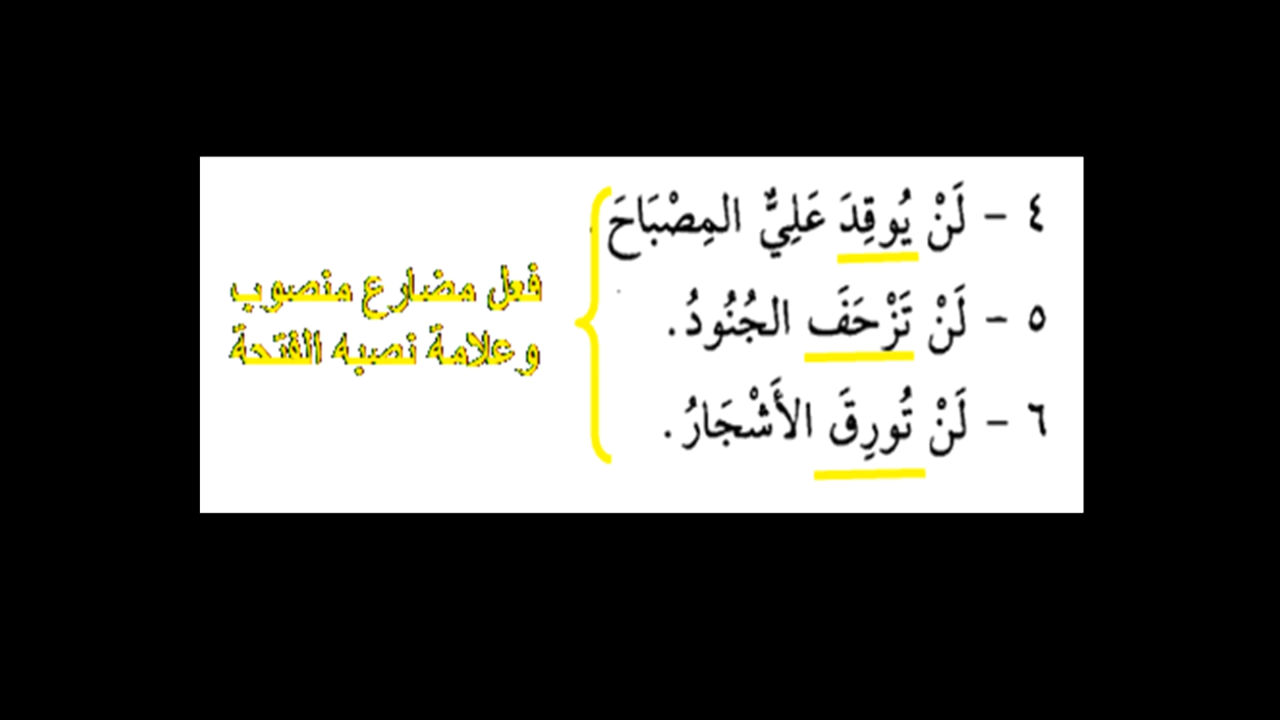 ٤ - لَنْ يُوقِدَ عَلِيٌّ المِصْبَاحَ.
٥ - لَنْ تَزْحَفَ الجُنُودُ.
٦ - لَنْ تُورِقَ الأَشْجَارُ.
فعل مضارع منصوب
وعلامة نصبه الفتحة